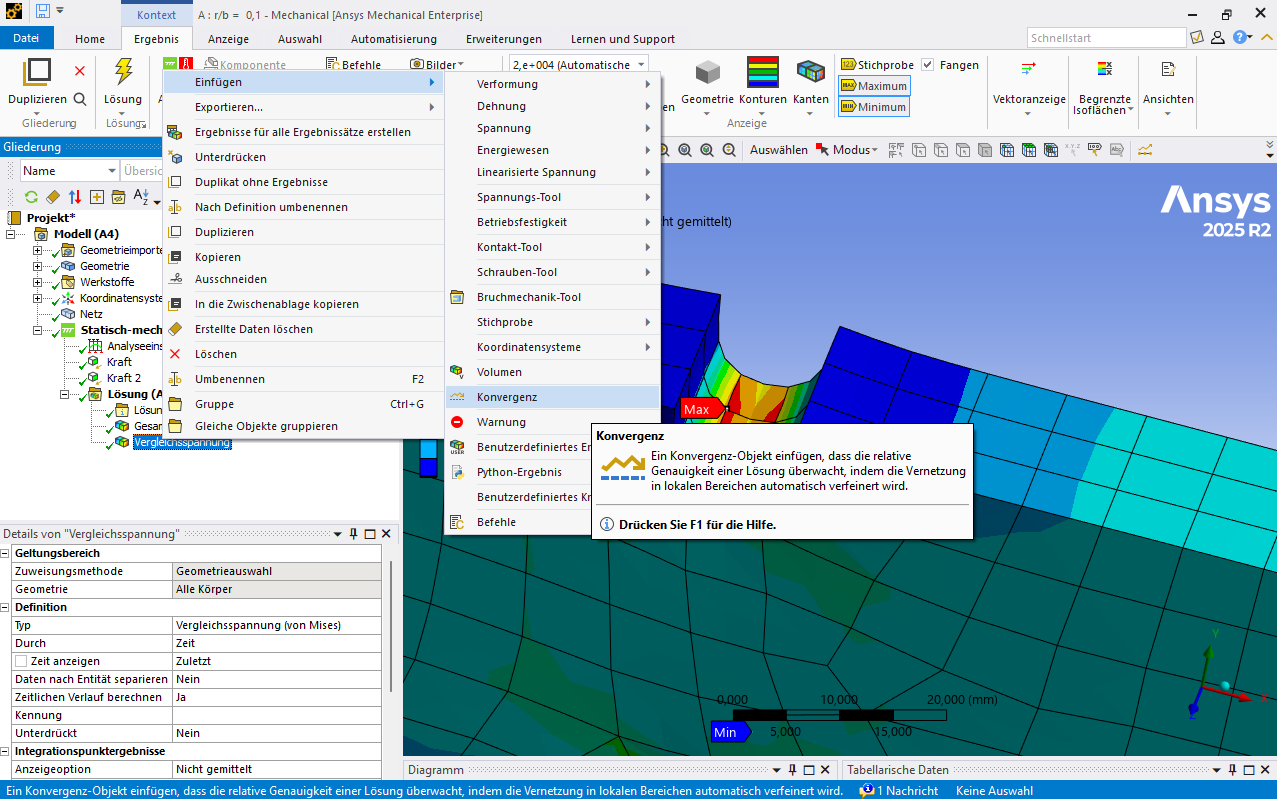 Kontext
A : r/b = 0,1 - Mechanical [Ansys Mechanical Enterprise]
Datei
Home
Ergebnis
Anzeige
Auswahl
Automatisierung
Erweiterungen
Lernen und Support
Schnellstart
Duplizieren
Gliederung
Lösung
Lösung
Komponente
Befehle
Bilder
2,e+004 (Automatische
Geometrie
Konturen
Kanten
Stichprobe
Fangen
Maximum
Minimum
Anzeige
Vektoranzeige
Begrenzte
Isoflächen
Ansichten
Gliederung
Auswählen
Modus
Name
Übersic
Projekt*
Modell (A4)
Geometrieimporte
Geometrie
Werkstoffe
Koordinatensyste
Netz
Statisch-mech
Analyseeins
Kraft
Kraft 2
Lösung (A
Lösun
Gesar
Vergleichsspannung
Einfügen
Exportieren...
Ergebnisse für alle Ergebnissätze erstellen
Unterdrücken
Duplikat ohne Ergebnisse
Nach Definition umbenennen
Duplizieren
Kopieren
Ausschneiden
In die Zwischenablage kopieren
Erstellte Daten löschen
Löschen
Umbenennen F2
Gruppe Ctrl+G
Gleiche Objekte gruppieren
Verformung
Dehnung
Spannung
Energiewesen
Linearisierte Spannung
Spannungs-Tool
Betriebsfestigkeit
Kontakt-Tool
Schrauben-Tool
Bruchmechanik-Tool
Stichprobe
Koordinatensysteme
Volumen
Konvergenz
Warnung
Benutzerdefiniertes Er
Python-Ergebnis
Benutzerdefiniertes Kr
Befehle
Konvergenz
Ein Konvergenz-Objekt einfügen, dass die relative
Genauigkeit einer Lösung überwacht, indem die Vernetzung
in lokalen Bereichen automatisch verfeinert wird.
Drücken Sie F1 für die Hilfe.
ht gemittelt)
Ansys
2025 R2
Max
Min
0,000 10,000 20,000 (mm)
5,000 15,000
Y
X
Z
Details von "Vergleichsspannung"
Geltungsbereich
Zuweisungsmethode Geometrieauswahl
Geometrie Alle Körper
Definition
Typ Vergleichsspannung (von Mises)
Durch Zeit
Zeit anzeigen Zuletzt
Daten nach Entität separieren Nein
Zeitlichen Verlauf berechnen Ja
Kennung
Unterdrückt Nein
Integrationspunktergebnisse
Anzeigeoption Nicht gemittelt
Diagramm
Tabellarische Daten
Ein Konvergenz-Objekt einfügen, dass die relative Genauigkeit einer Lösung überwacht, indem die Vernetzung in lokalen Bereichen automatisch verfeinert wird.
1 Nachricht
Keine Auswahl